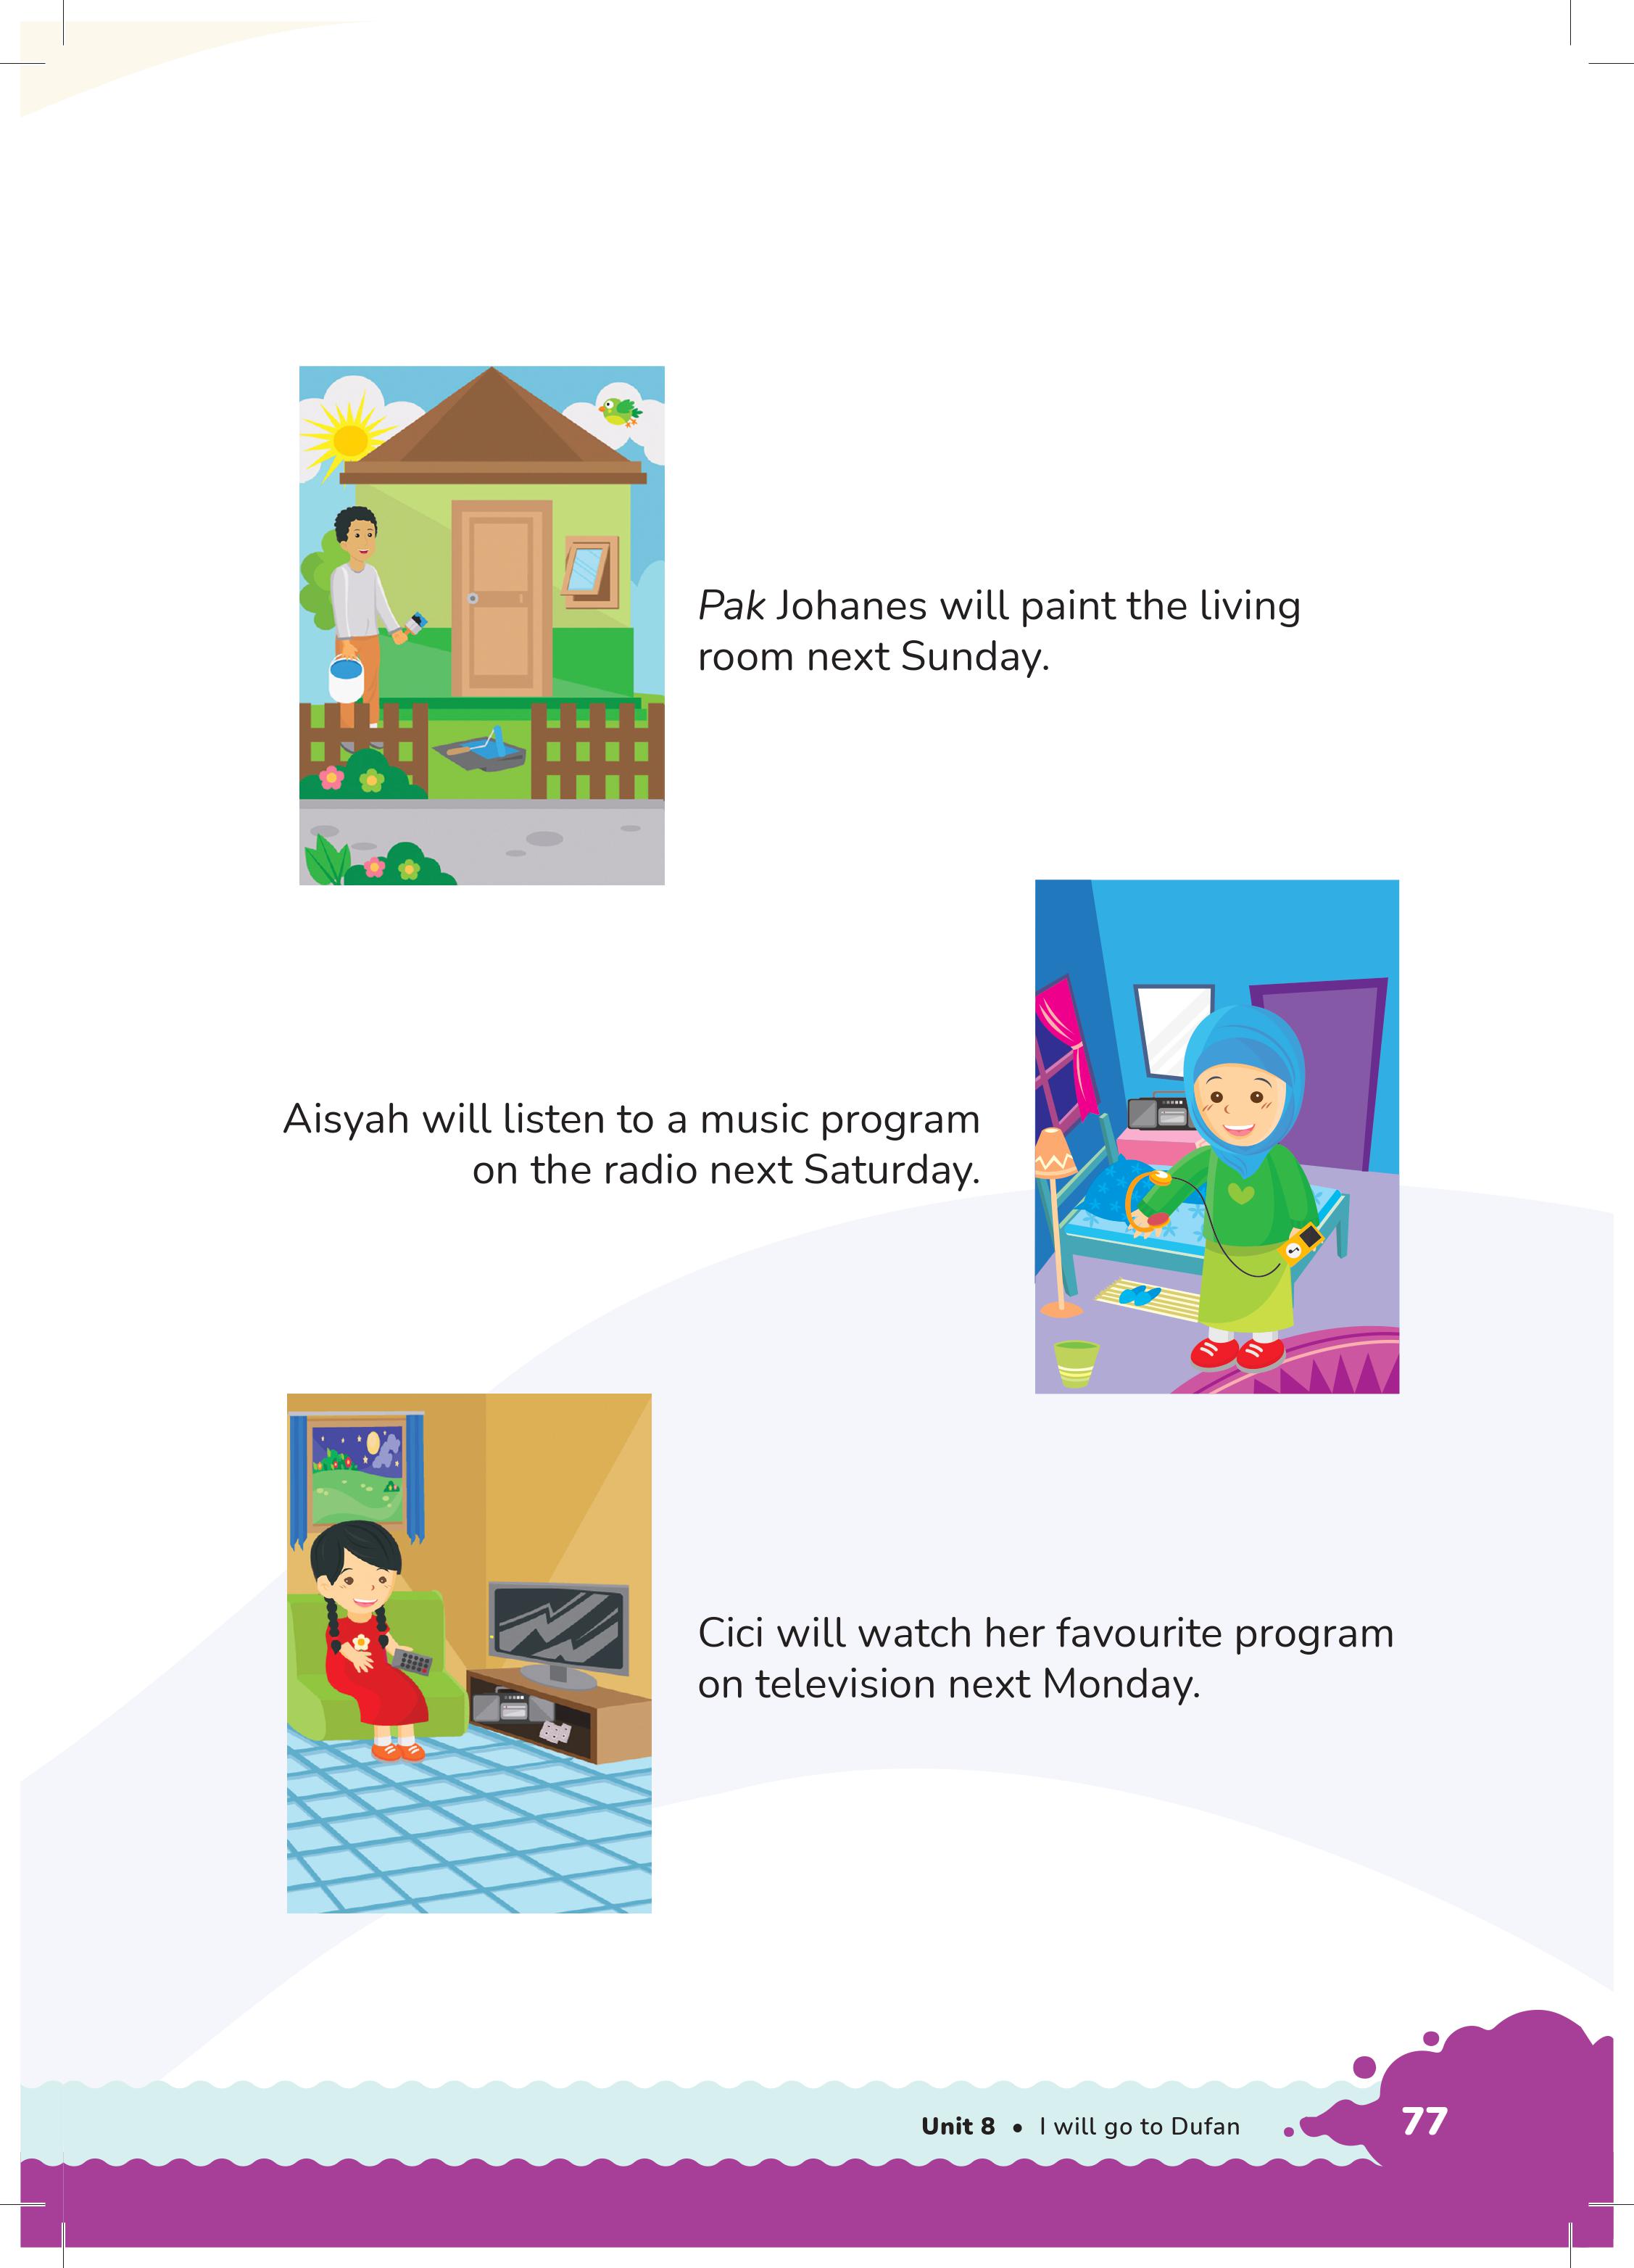 Pak Johanes will paint the living
room next Sunday.
Aisyah will listen to a music program
on the radio next Saturday.
Cici will watch her favourite program
on television next Monday.
Unit 8 • I will go to Dufan
77